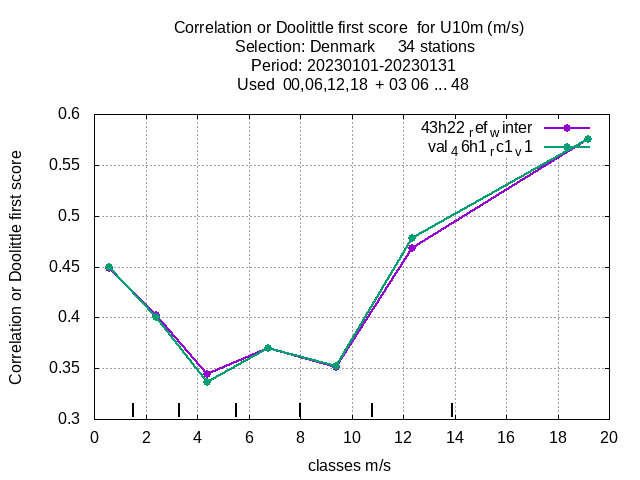 Correlation or Doolittle first score  for U10m (m/s)
Selection: Denmark     34 stations
Period: 20230101-20230131
Used  00,06,12,18  + 03 06 ... 48
0.6
43h22refwinter
val46h1rc1v1
0.55
0.5
0.45
0.4
0.35
0.3
Correlation or Doolittle first score
0 2 4 6 8 10 12 14 16 18 20
classes m/s